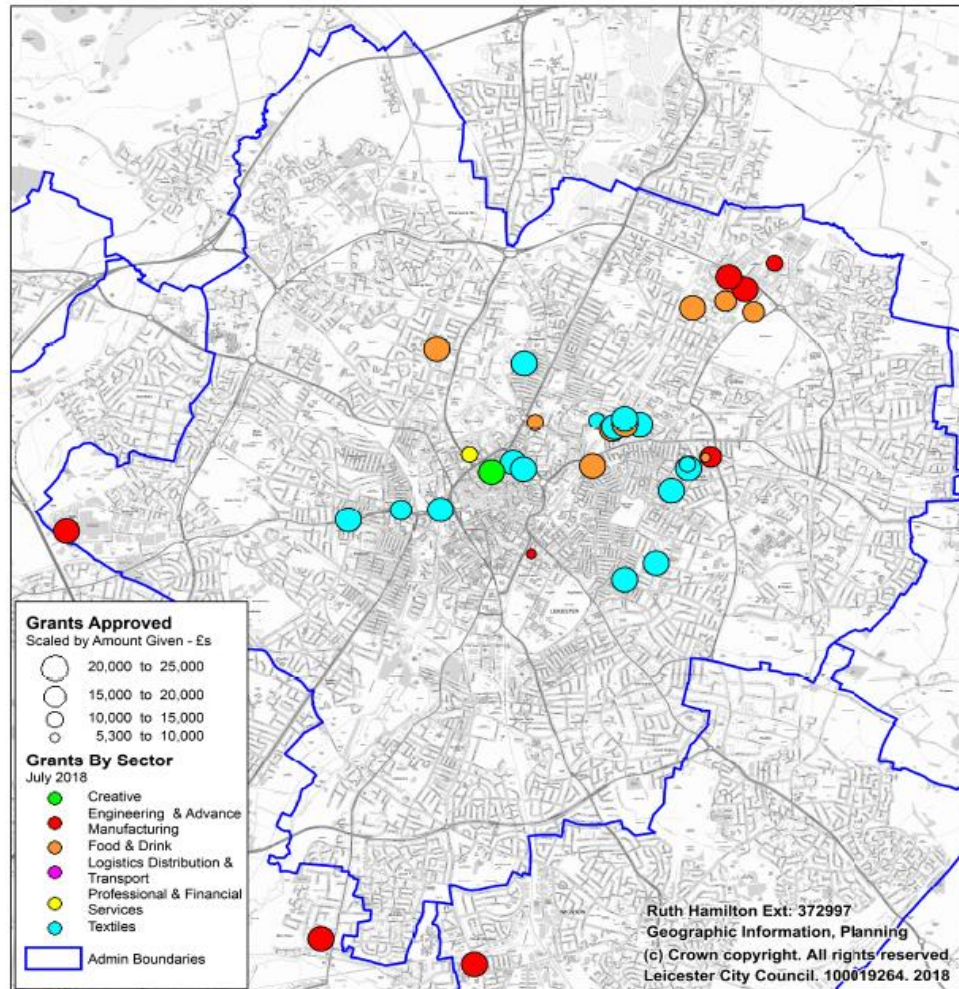 LEICESTER
Grants Approved
Scaled by Amount Given - £s
20,000 to 25,000
15,000 to 20,000
10,000 to 15,000
5,300 to 10,000
Grants By Sector
July 2018
Creative
Engineering & Advance
Manufacturing
Food & Drink
Logistics Distribution &
Transport
Professional & Financial
Services
Textiles
Admin Boundaries
Ruth Hamilton Ext: 372997
Geographic Information, Planning
(c) Crown copyright. All rights reserved
Leicester City Council. 100019264. 2018